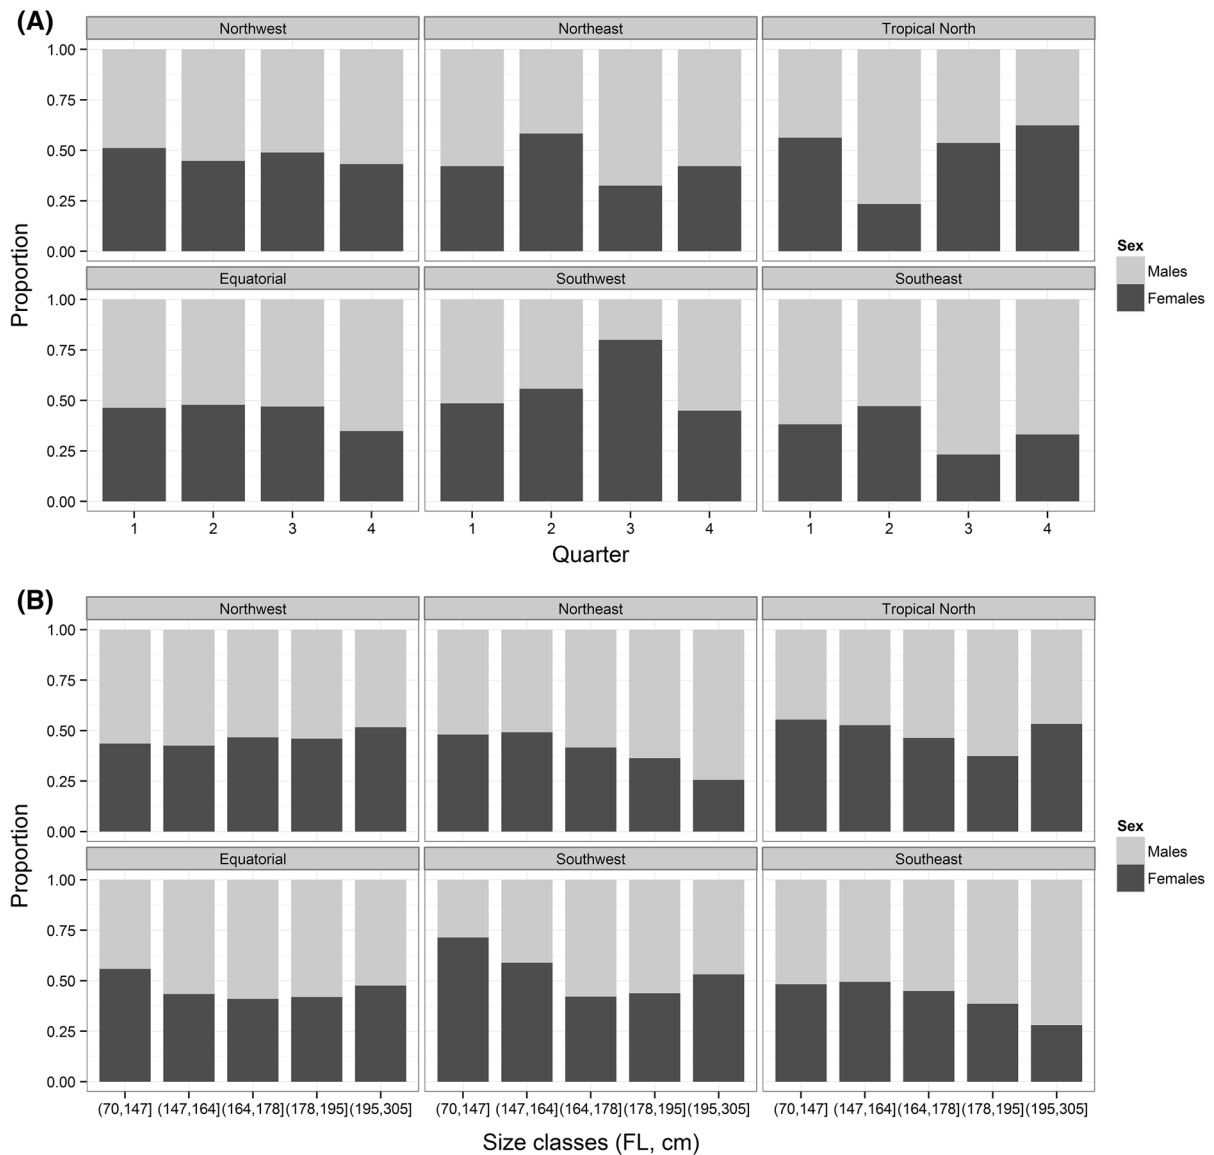 (A)
Northwest Northeast Tropical North
1.00
0.75
0.50
0.25
0.00
Equatorial Southwest Southeast
1.00
0.75
0.50
0.25
0.00
1 2 3 4 1 2 3 4 1 2 3 4
Quarter
Proportion
Sex
Males
Females
(B)
Northwest Northeast Tropical North
1.00
0.75
0.50
0.25
0.00
Equatorial Southwest Southeast
1.00
0.75
0.50
0.25
0.00
(70,147] (147,164] (164,178] (178,195] (195,305] (70,147] (147,164] (164,178] (178,195] (195,305] (70,147] (147,164] (164,178] (178,195] (195,305]
Size classes (FL, cm)
Proportion
Sex
Males
Females